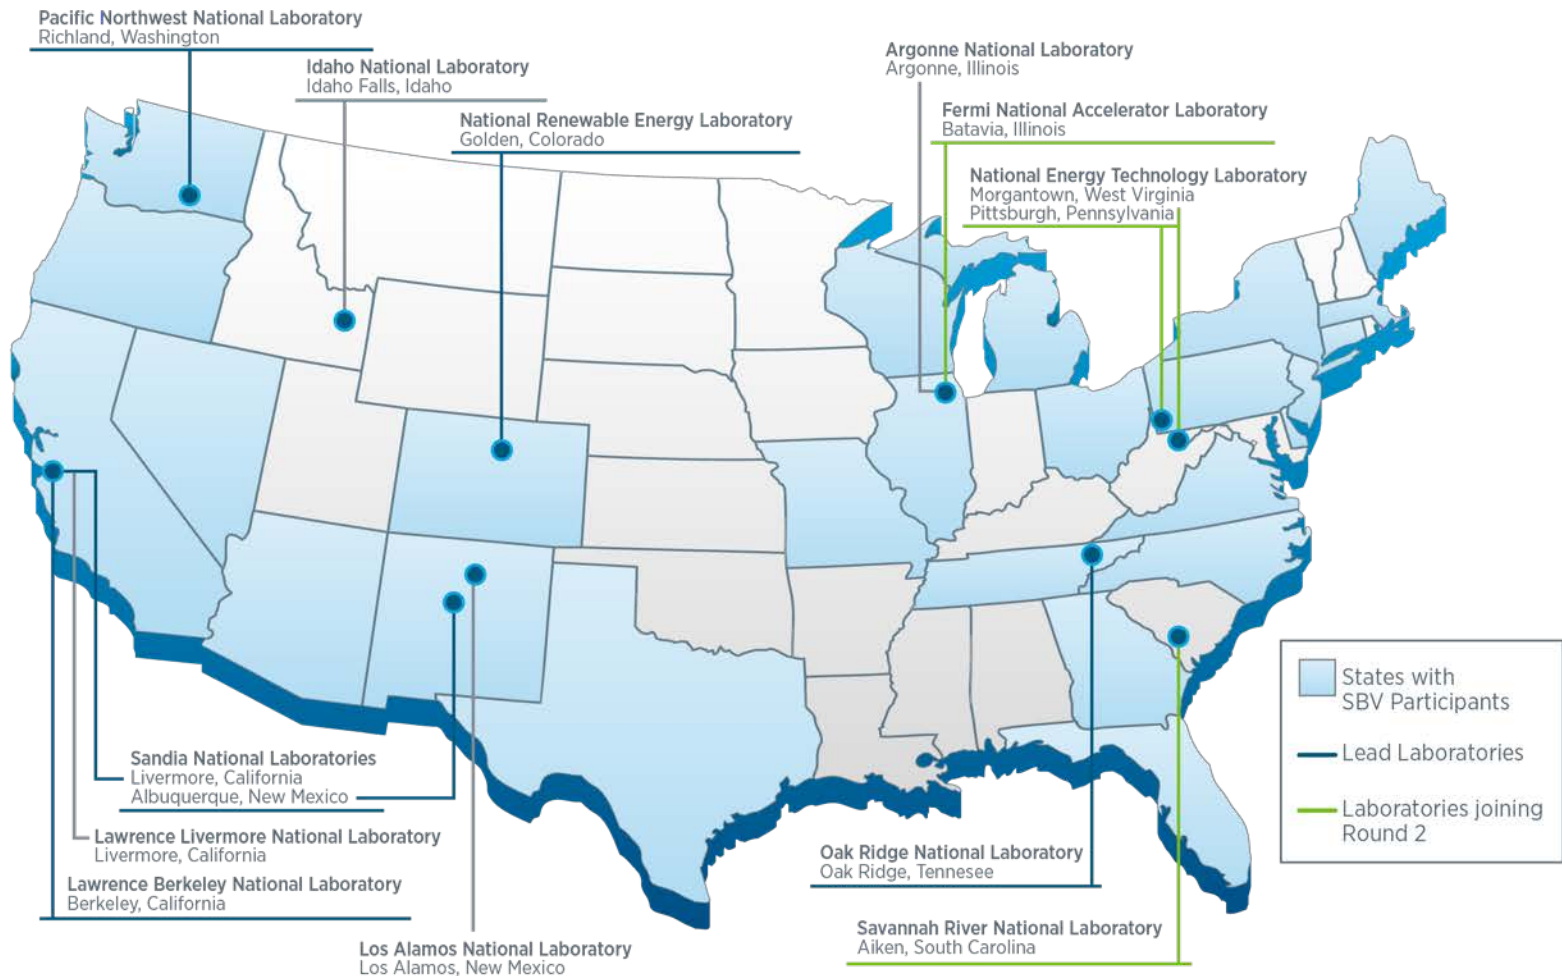 Pacific Northwest National Laboratory
Richland, Washington
Idaho National Laboratory
Idaho Falls, Idaho
National Renewable Energy Laboratory
Golden, Colorado
Argonne National Laboratory
Argonne, Illinois
Fermi National Accelerator Laboratory
Batavia, Illinois
National Energy Technology Laboratory
Morgantown, West Virginia
Pittsburgh, Pennsylvania
Sandia National Laboratories
Livermore, California
Albuquerque, New Mexico
Lawrence Livermore National Laboratory
Livermore, California
Lawrence Berkeley National Laboratory
Berkeley, California
Los Alamos National Laboratory
Los Alamos, New Mexico
Oak Ridge National Laboratory
Oak Ridge, Tennesee
Savannah River National Laboratory
Aiken, South Carolina
States with
SBV Participants
Lead Laboratories
Laboratories joining
Round 2